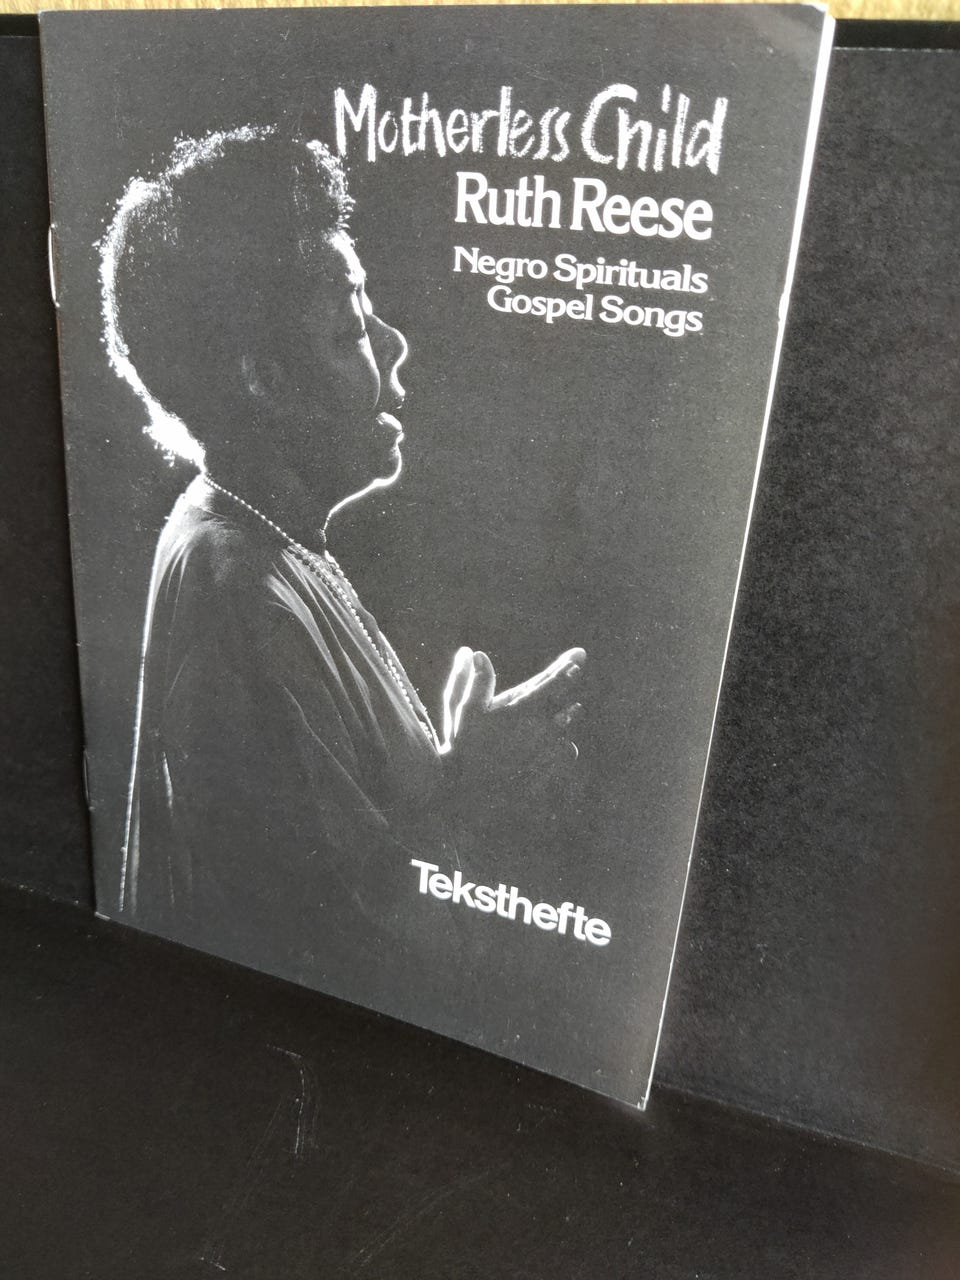 Motherless Child
Ruth Reese
Negro Spirituals
Gospel Songs
Teksthefte